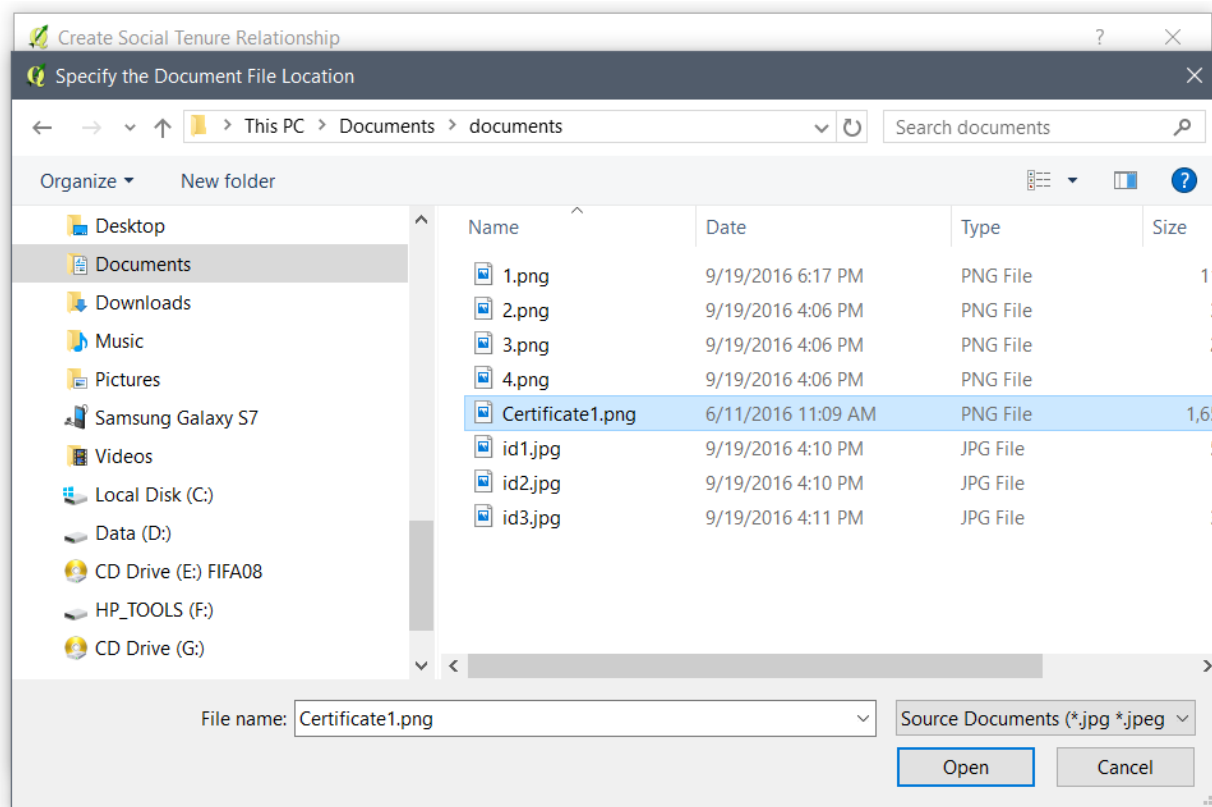 Create Social Tenure Relationship ?
Specify the Document File Location
This PC > Documents > documents Search documents
Organize New folder ?
Desktop
Documents
Downloads
Music
Pictures
Samsung Galaxy S7
Videos
Local Disk (C:)
Data (D:)
CD Drive (E:) FIFA08
HP_TOOLS (F:)
CD Drive (G:)
Name Date Type Size
1.png 9/19/2016 6:17 PM PNG File
2.png 9/19/2016 4:06 PM PNG File
3.png 9/19/2016 4:06 PM PNG File
4.png 9/19/2016 4:06 PM PNG File
Certificate1.png 6/11/2016 11:09 AM PNG File
id1.jpg 9/19/2016 4:10 PM JPG File
id2.jpg 9/19/2016 4:10 PM JPG File
id3.jpg 9/19/2016 4:11 PM JPG File
File name: Certificate1.png Source Documents (*.jpg *.jpeg
Open Cancel